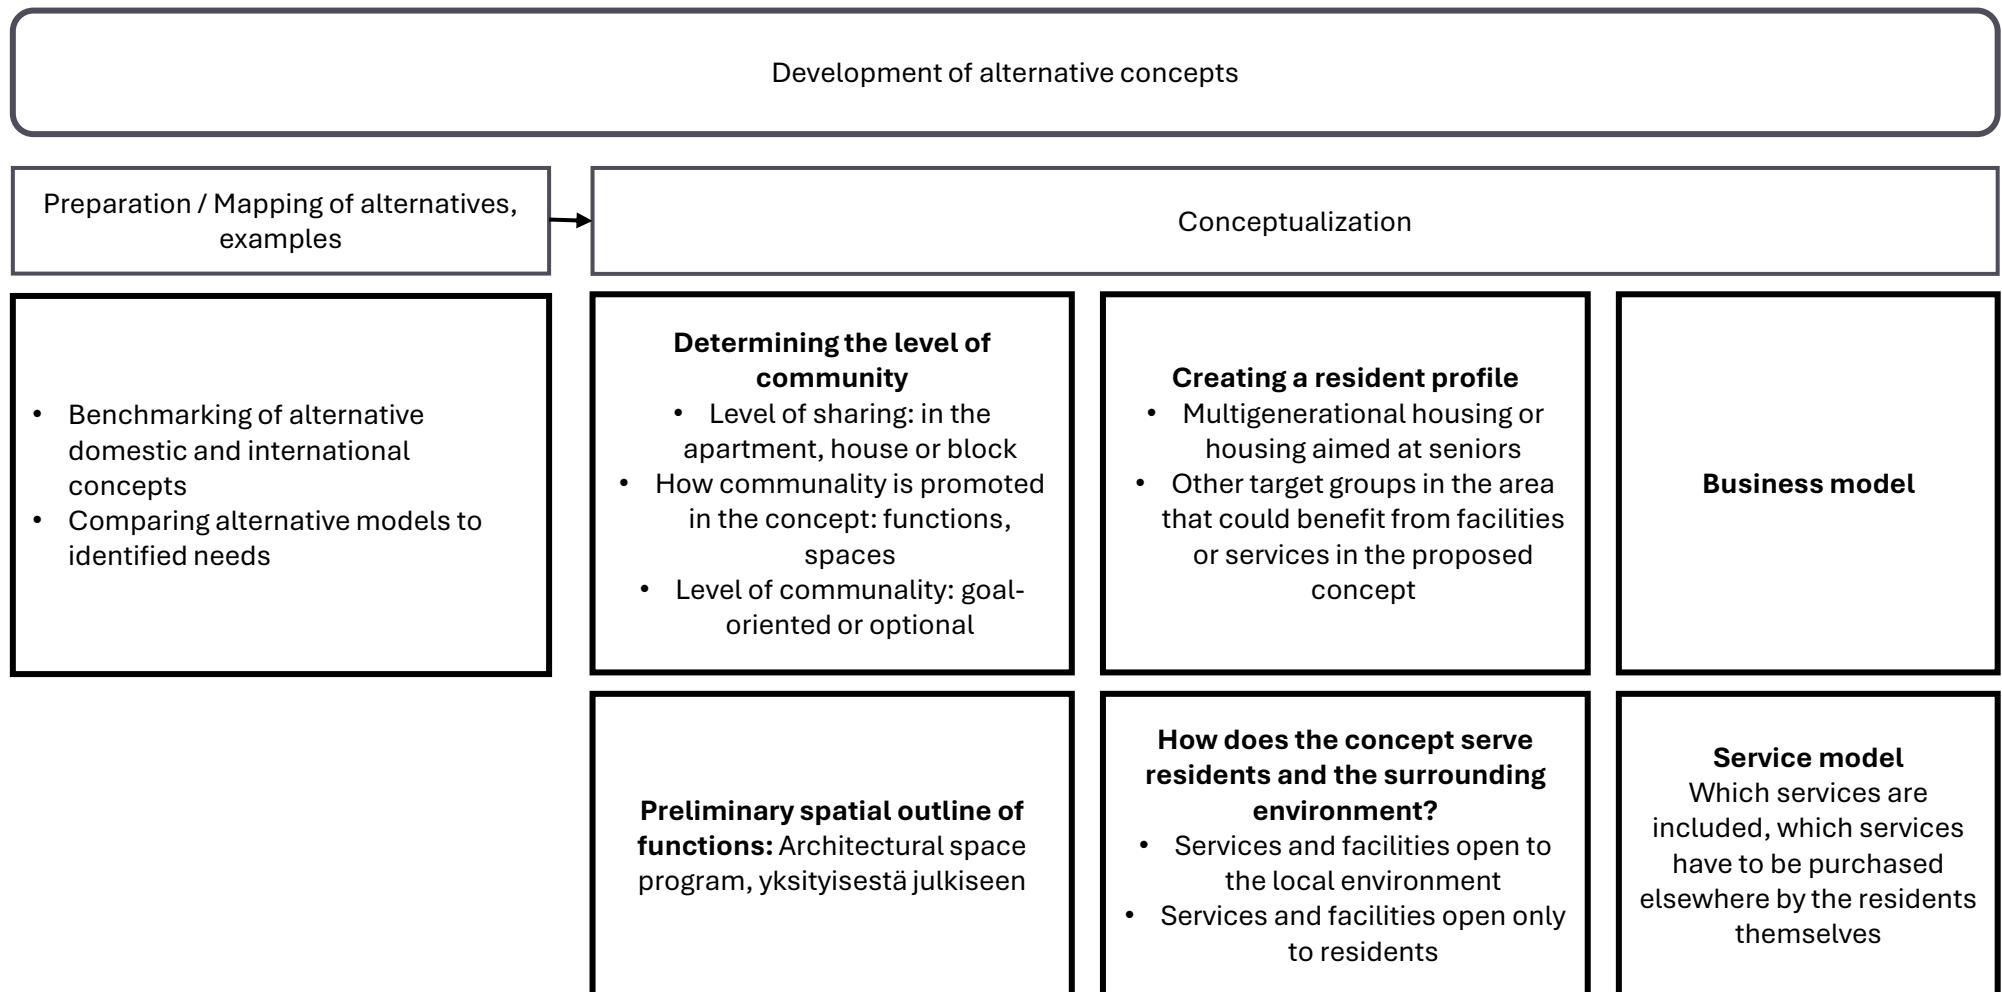 Development of alternative concepts
Preparation / Mapping of alternatives,
examples
Conceptualization
• Benchmarking of alternative
domestic and international
concepts
• Comparing alternative models to
identified needs
Determining the level of
community
• Level of sharing: in the
apartment, house or block
• How communality is promoted
in the concept: functions,
spaces
• Level of communality: goal-
oriented or optional
Creating a resident profile
• Multigenerational housing or
housing aimed at seniors
• Other target groups in the area
that could benefit from facilities
or services in the proposed
concept
Business model
Preliminary spatial outline of
functions: Architectural space
program, yksityisestä julkiseen
How does the concept serve
residents and the surrounding
environment?
• Services and facilities open to
the local environment
• Services and facilities open only
to residents
Service model
Which services are
included, which services
have to be purchased
elsewhere by the residents
themselves